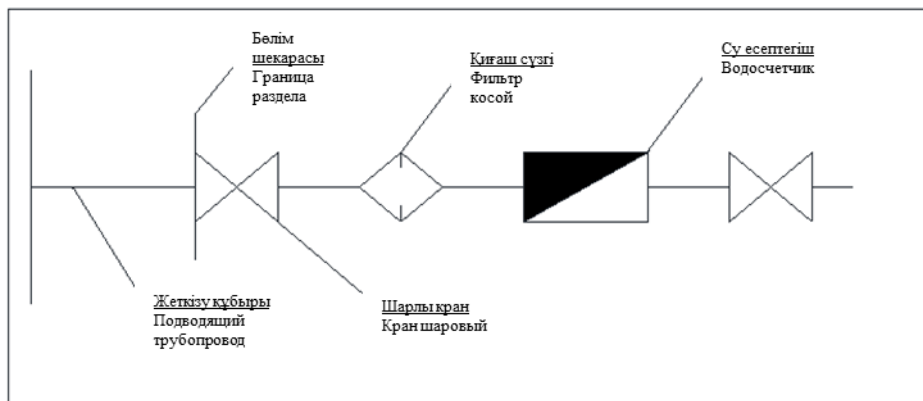 Бөлім
шекарасы
Граница
раздела
Қиғаш сүзгі
Фильтр
косой
Су есептегіш
Водосчетчик
Жеткізу құбыры
Подводящий
трубопровод
Шарлы кран
Кран шаровый